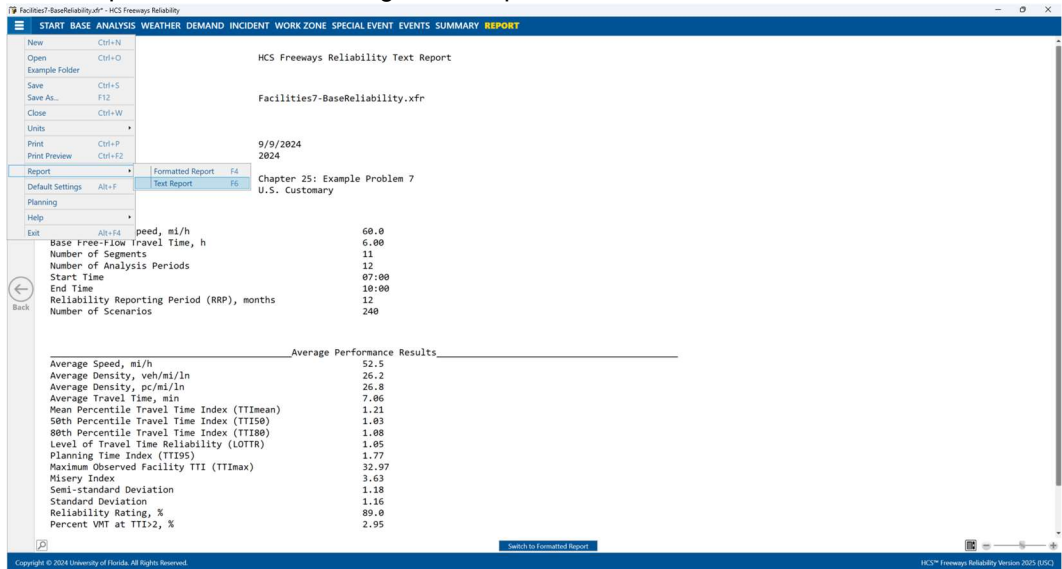 Facilities7-BaseReliability.xfr* - HCS Freeways Reliability
START BASE ANALYSIS WEATHER DEMAND INCIDENT WORK ZONE SPECIAL EVENT EVENTS SUMMARY REPORT
New Ctrl+N
Open Ctrl+O
Example Folder
Save Ctrl+S
Save As... F12
Close Ctrl+W
Units
Print Ctrl+P
Print Preview Ctrl+F2
Report
Default Settings Alt+F
Planning
Help
Exit Alt+F4
Formatted Report F4
Text Report F6
HCS Freeways Reliability Text Report
Facilities7-BaseReliability.xfr
9/9/2024
2024
Chapter 25: Example Problem 7
U.S. Customary
peed, mi/h 60.0
Base Free-Flow Travel Time, h 6.00
Number of Segments 11
Number of Analysis Periods 12
Start Time 07:00
End Time 10:00
Reliability Reporting Period (RRP), months 12
Number of Scenarios 240
Back
Average Performance Results
Average Speed, mi/h 52.5
Average Density, veh/mi/ln 26.2
Average Density, pc/mi/ln 26.8
Average Travel Time, min 7.06
Mean Percentile Travel Time Index (TTImean) 1.21
50th Percentile Travel Time Index (TTI50) 1.03
80th Percentile Travel Time Index (TTI80) 1.08
Level of Travel Time Reliability (LOTTR) 1.05
Planning Time Index (TTI95) 1.77
Maximum Observed Facility TTI (TTImax) 32.97
Misery Index 3.63
Semi-standard Deviation 1.18
Standard Deviation 1.16
Reliability Rating, % 89.0
Percent VMT at TTI>2, % 2.95
Switch to Formatted Report
Copyright © 2024 University of Florida. All Rights Reserved.
HCS™ Freeways Reliability Version 2025 (USC)